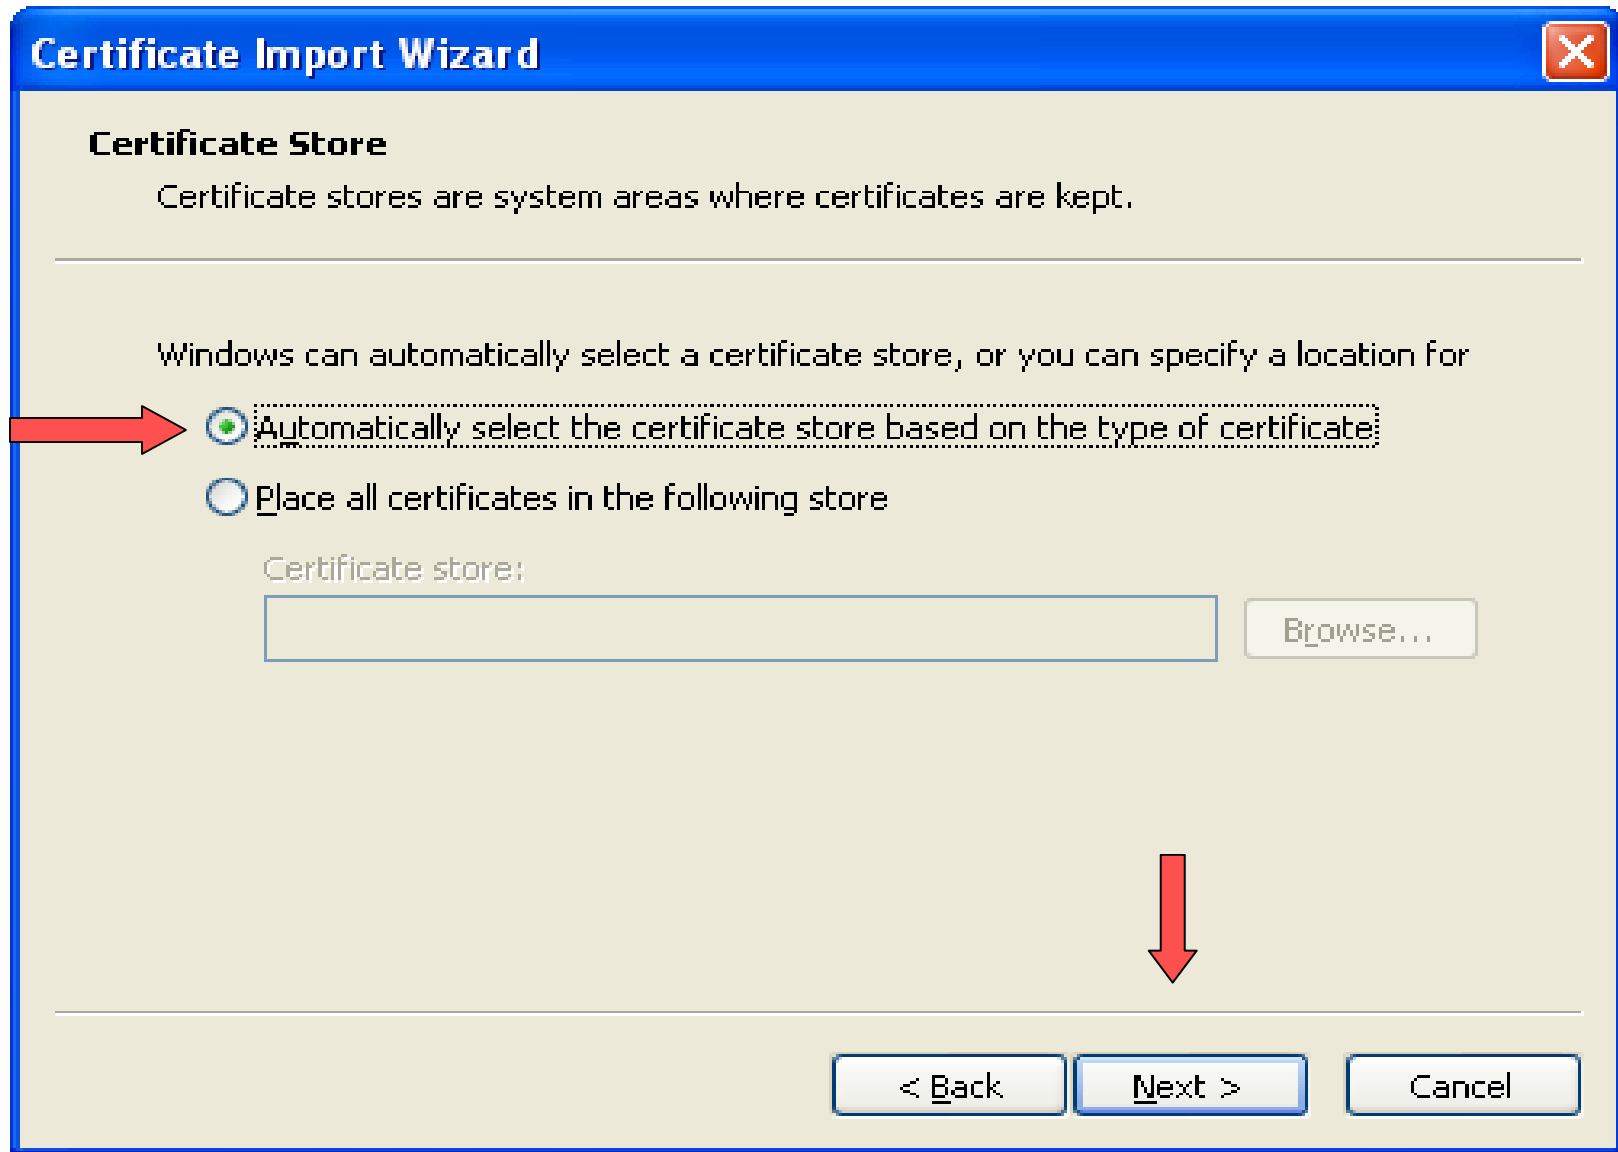 Certificate Import Wizard
Certificate Store
Certificate stores are system areas where certificates are kept.
Windows can automatically select a certificate store, or you can specify a location for
Automatically select the certificate store based on the type of certificate
Place all certificates in the following store
Certificate store:
Browse...
< Back
Next >
Cancel